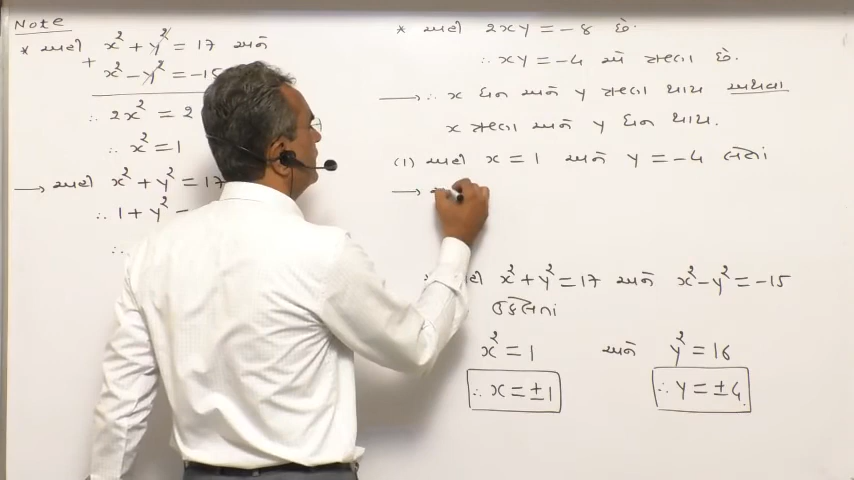 Note
* અહીં x² + y² = 17 અને
+ x² - y² = -15
∴ 2x² = 2
∴ x² = 1
→ અહીં x² + y² = 17
∴ 1 + y² =
∴
* અહીં 2xy = -8 છે.
∴ xy = -4 એ ઋણ છે.
→ ∴ x ધન અને y ઋણ થાય અથવા
x ઋણ અને y ધન થાય.
(1) અહીં x = 1 અને y = -4 લેતાં
→
x² + y² = 17 અને x² - y² = -15
ઉકેલતાં
x² = 1 અને y² = 16
∴ x = ±1 ∴ y = ±4